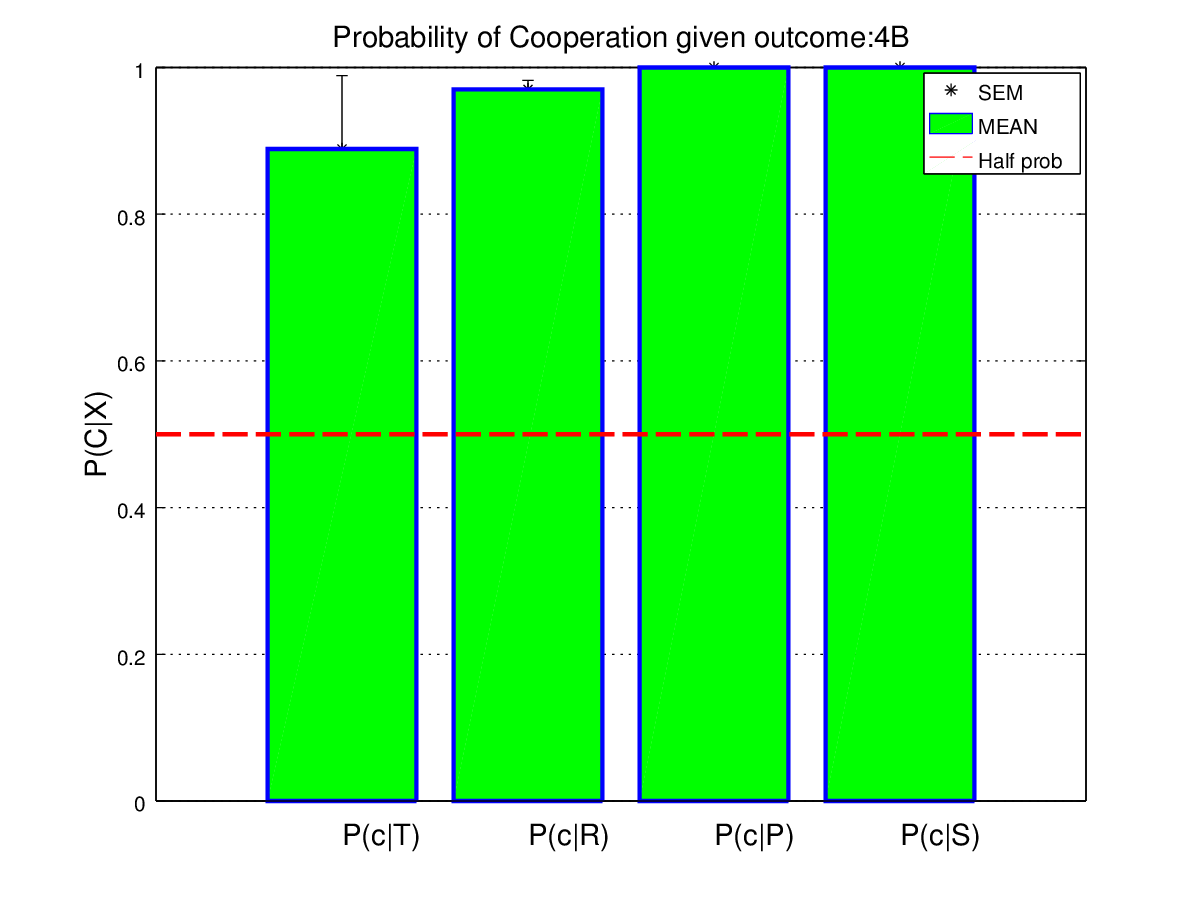 Probability of Cooperation given outcome:4B
1
0.8
0.6
0.4
0.2
0
P(C|X)
SEM
MEAN
Half prob
P(c|T) P(c|R) P(c|P) P(c|S)